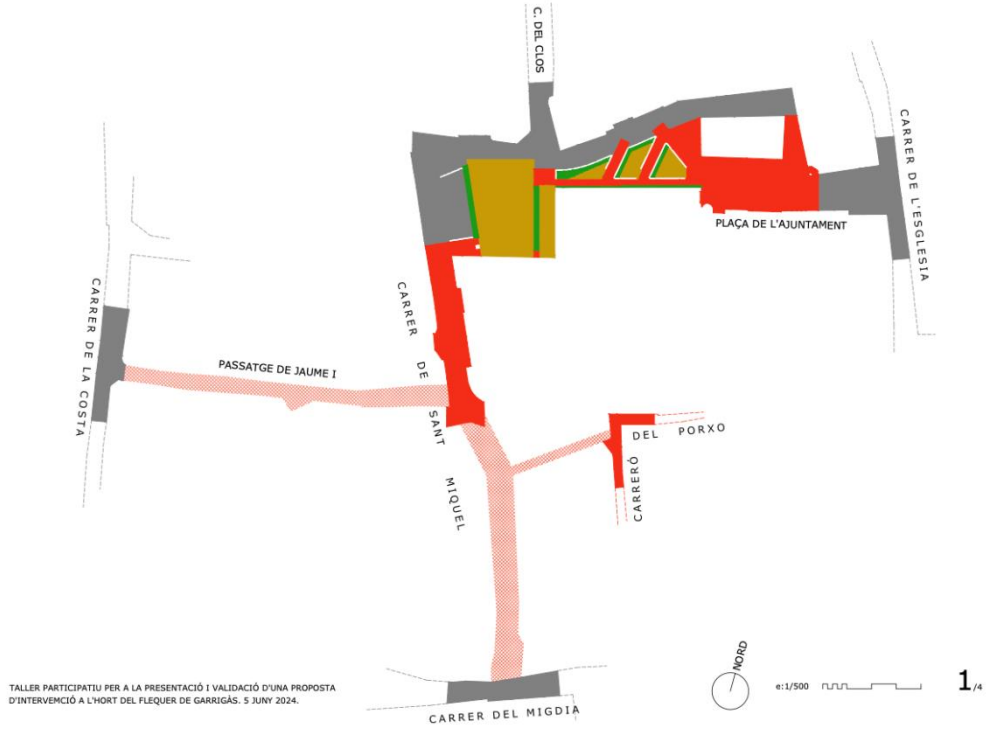 C. DEL CLOS
CARRER DE L'ESGLESIA
PLAÇA DE L'AJUNTAMENT
CARRER DE LA COSTA
CARRER DE SANT MIQUEL
PASSATGE DE JAUME I
CARRERÓ DEL PORXO
NORD
TALLER PARTICIPATIU PER A LA PRESENTACIÓ I VALIDACIÓ D'UNA PROPOSTA
D'INTERVEMCIÓ A L'HORT DEL FLEQUER DE GARRIGÀS. 5 JUNY 2024.
e:1/500
1/4
CARRER DEL MIGDIA